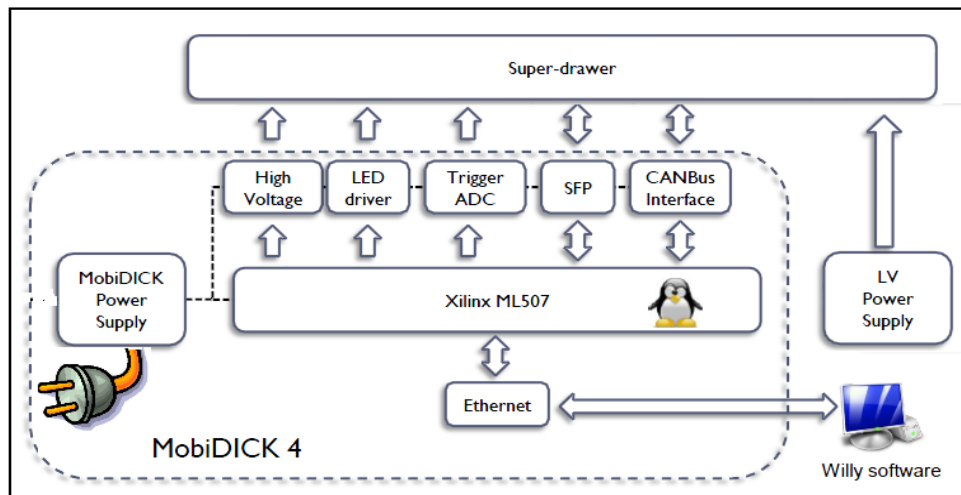 Super-drawer
High
Voltage
LED
driver
Trigger
ADC
SFP
CANBus
Interface
MobiDICK
Power
Supply
Xilinx ML507
LV
Power
Supply
Ethernet
MobiDICK 4
Willy software